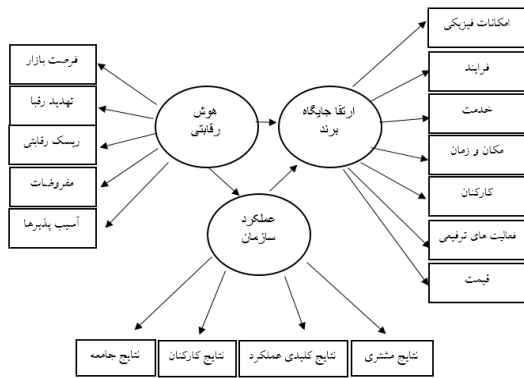 امکانات فیزیکی
فرایند
خدمت
مکان و زمان
کارکنان
فعالیت های ترفیعی
قیمت
ارتقا جایگاه
برند
هوش
رقابتی
فرصت بازار
تهدید رقبا
ریسک رقابتی
مفروضات
آسیب پذیرها
عملکرد
سازمان
نتایج مشتری
نتایج کلیدی عملکرد
نتایج کارکنان
نتایج جامعه